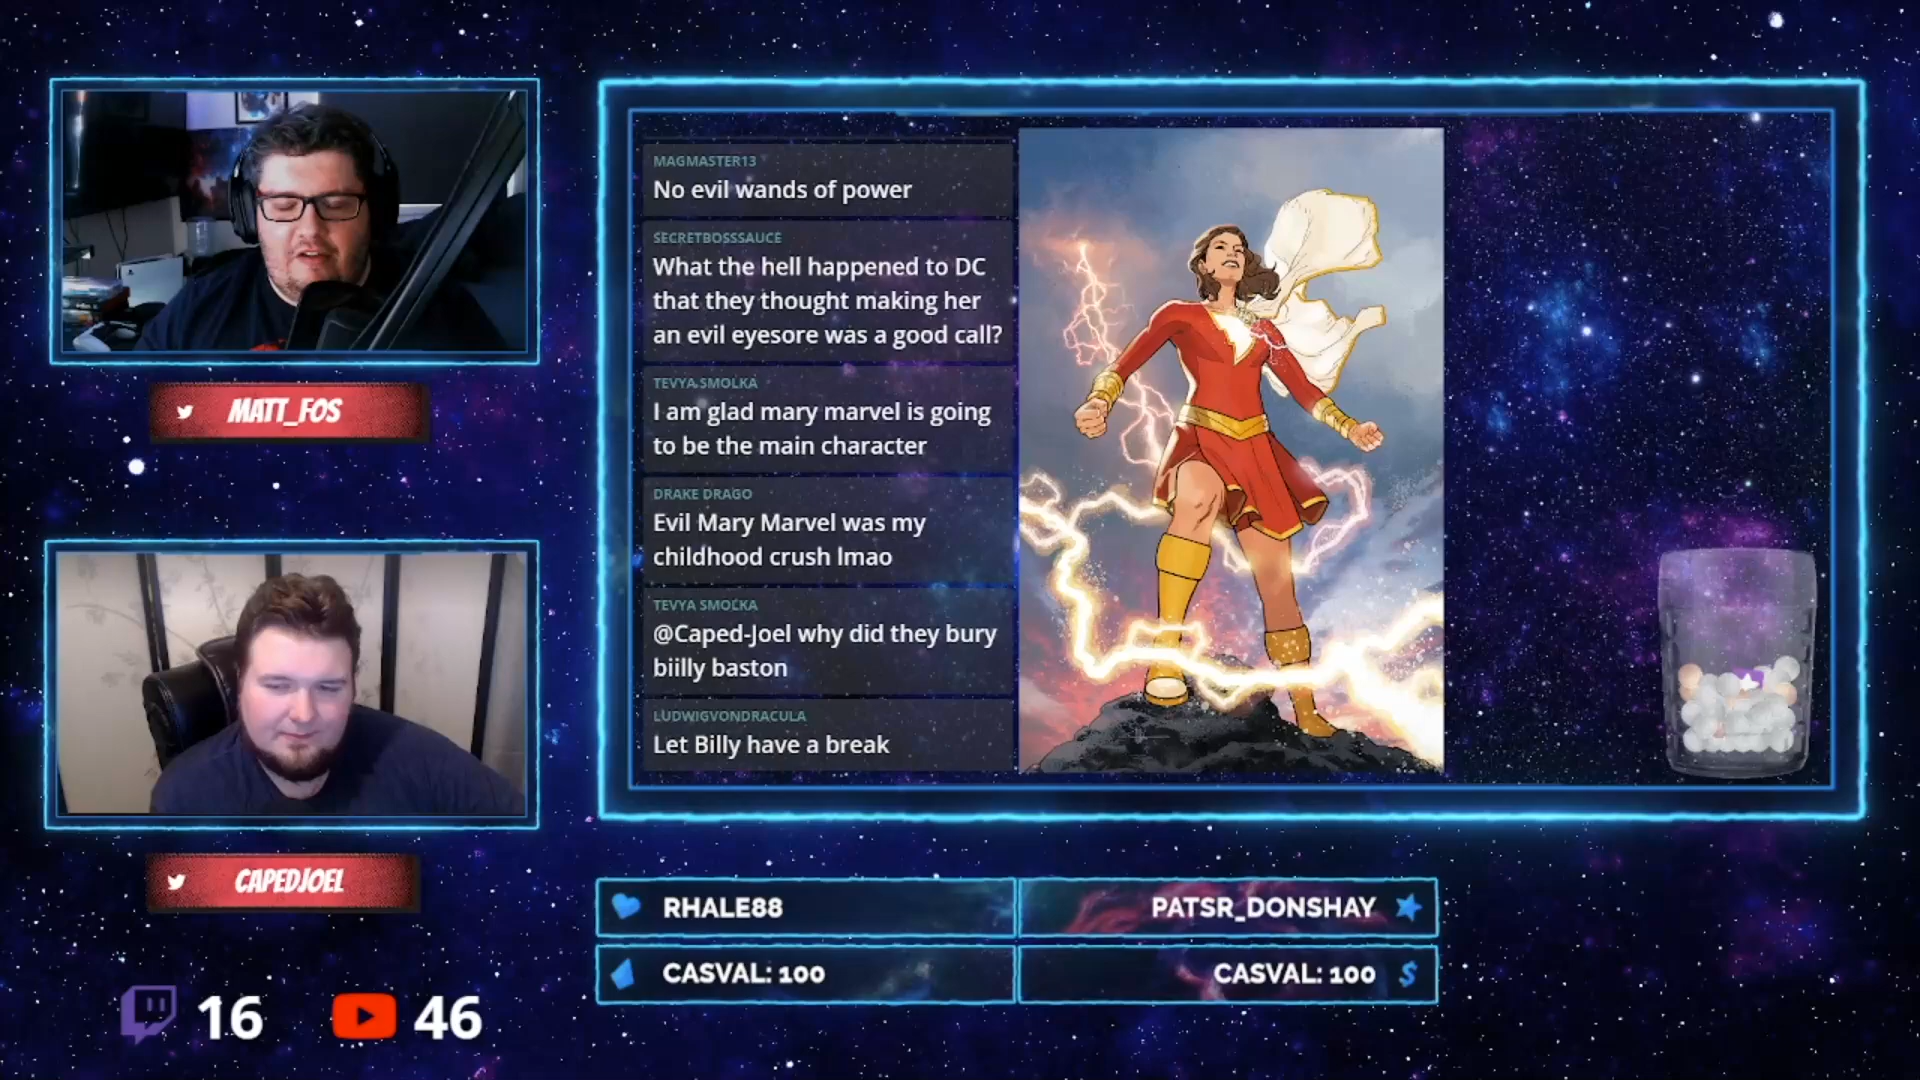 MATT_FOS
CAPEDJOEL
16
46
MAGMASTER13
No evil wands of power
SECRETBOSSSAUCE
What the hell happened to DC
that they thought making her
an evil eyesore was a good call?
TEVYA SMOLKA
I am glad mary marvel is going
to be the main character
DRAKE DRAGO
Evil Mary Marvel was my
childhood crush lmao
TEVYA SMOLKA
@Caped-Joel why did they bury
biilly baston
LUDWIGVONDRACULA
Let Billy have a break
RHALE88
PATSR_DONSHAY
CASVAL: 100
CASVAL: 100